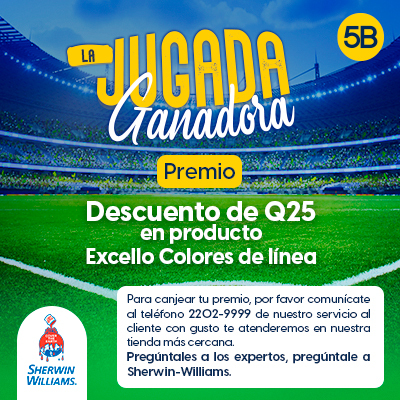 5B
LA
JUGADA
Ganadora
Premio
Descuento de Q25
en producto
Excello Colores de línea
Para canjear tu premio, por favor comunícate
al teléfono 2202-9999 de nuestro servicio al
cliente con gusto te atenderemos en nuestra
tienda más cercana.
Pregúntales a los expertos, pregúntale a
Sherwin-Williams.
SHERWIN
WILLIAMS.